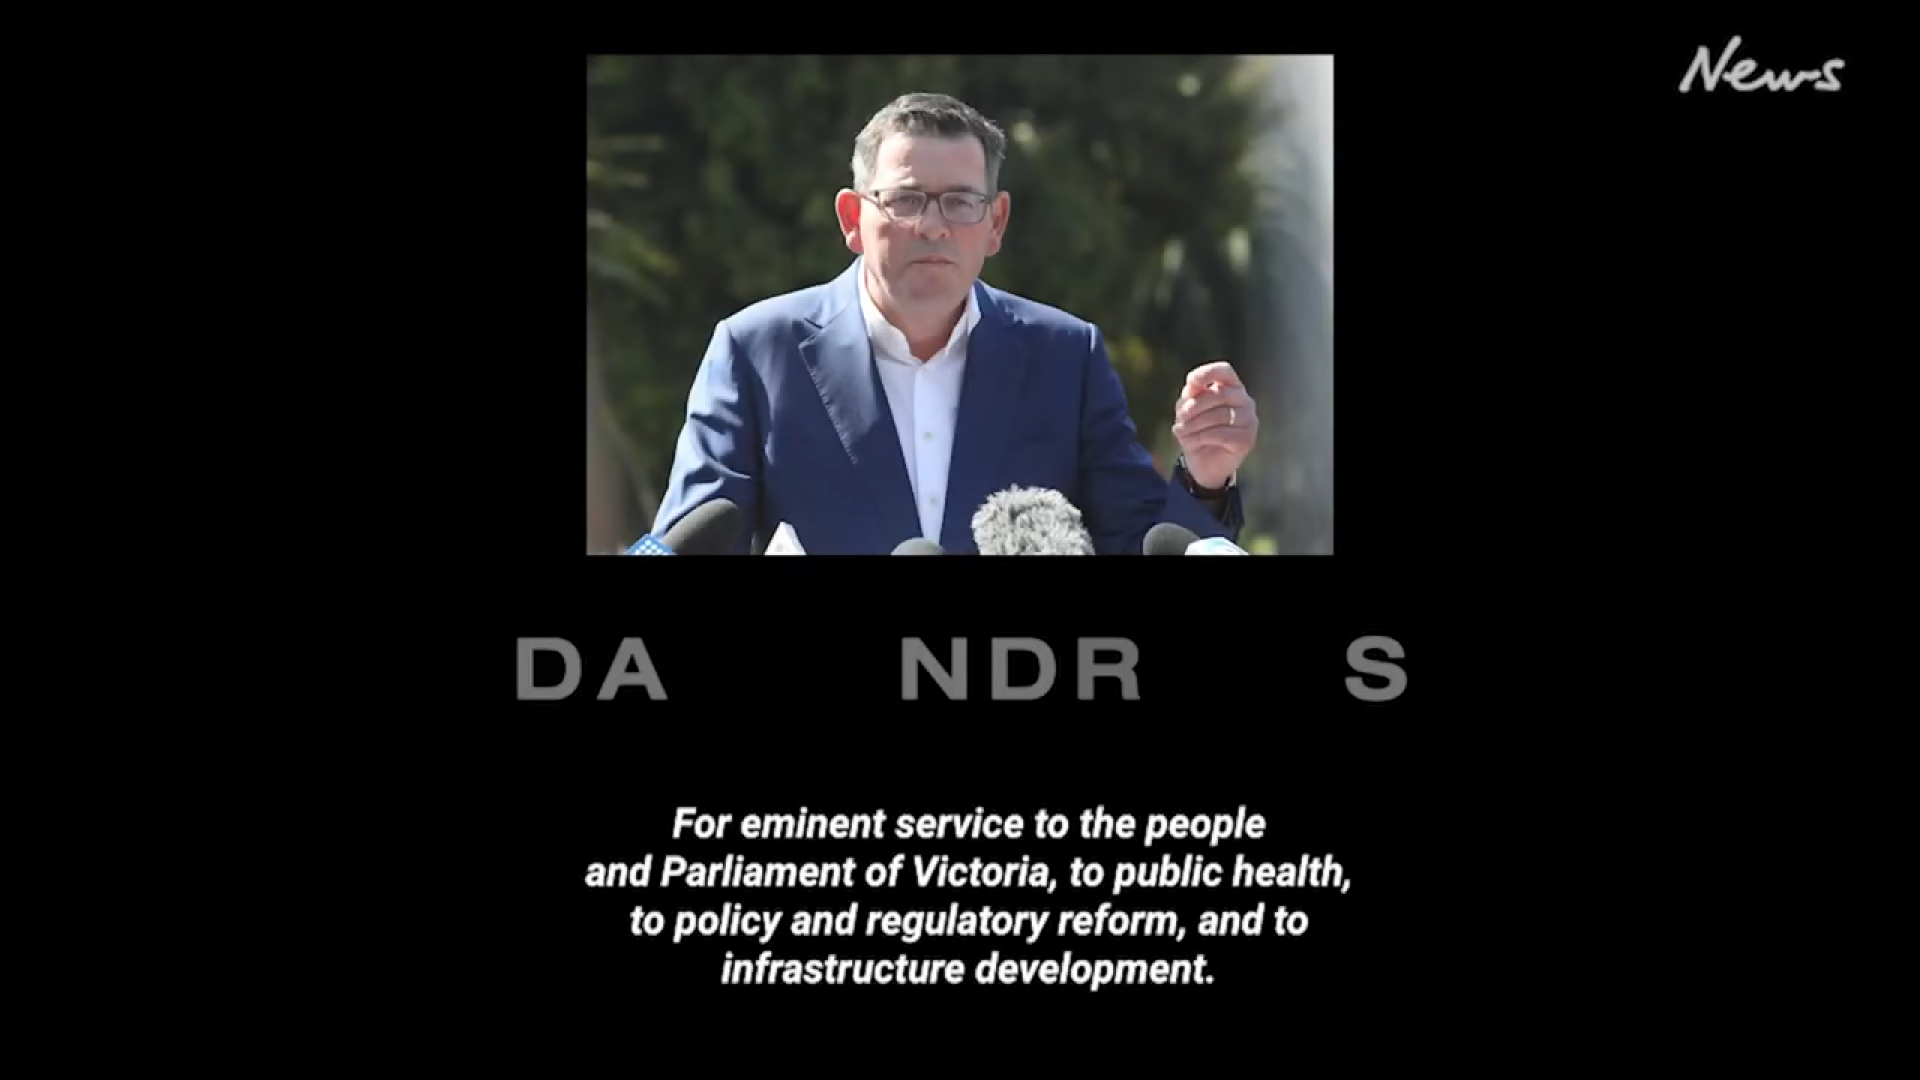 News
DA NDR S
For eminent service to the people
and Parliament of Victoria, to public health,
to policy and regulatory reform, and to
infrastructure development.